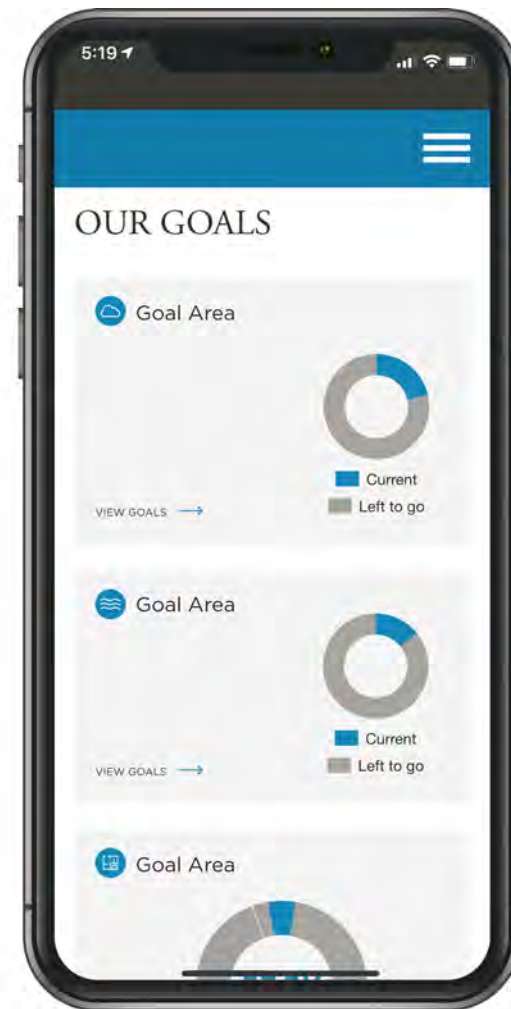 5:19
OUR GOALS
Goal Area
Current
VIEW GOALS
Left to go
Goal Area
Current
VIEW GOALS
Left to go
Goal Area